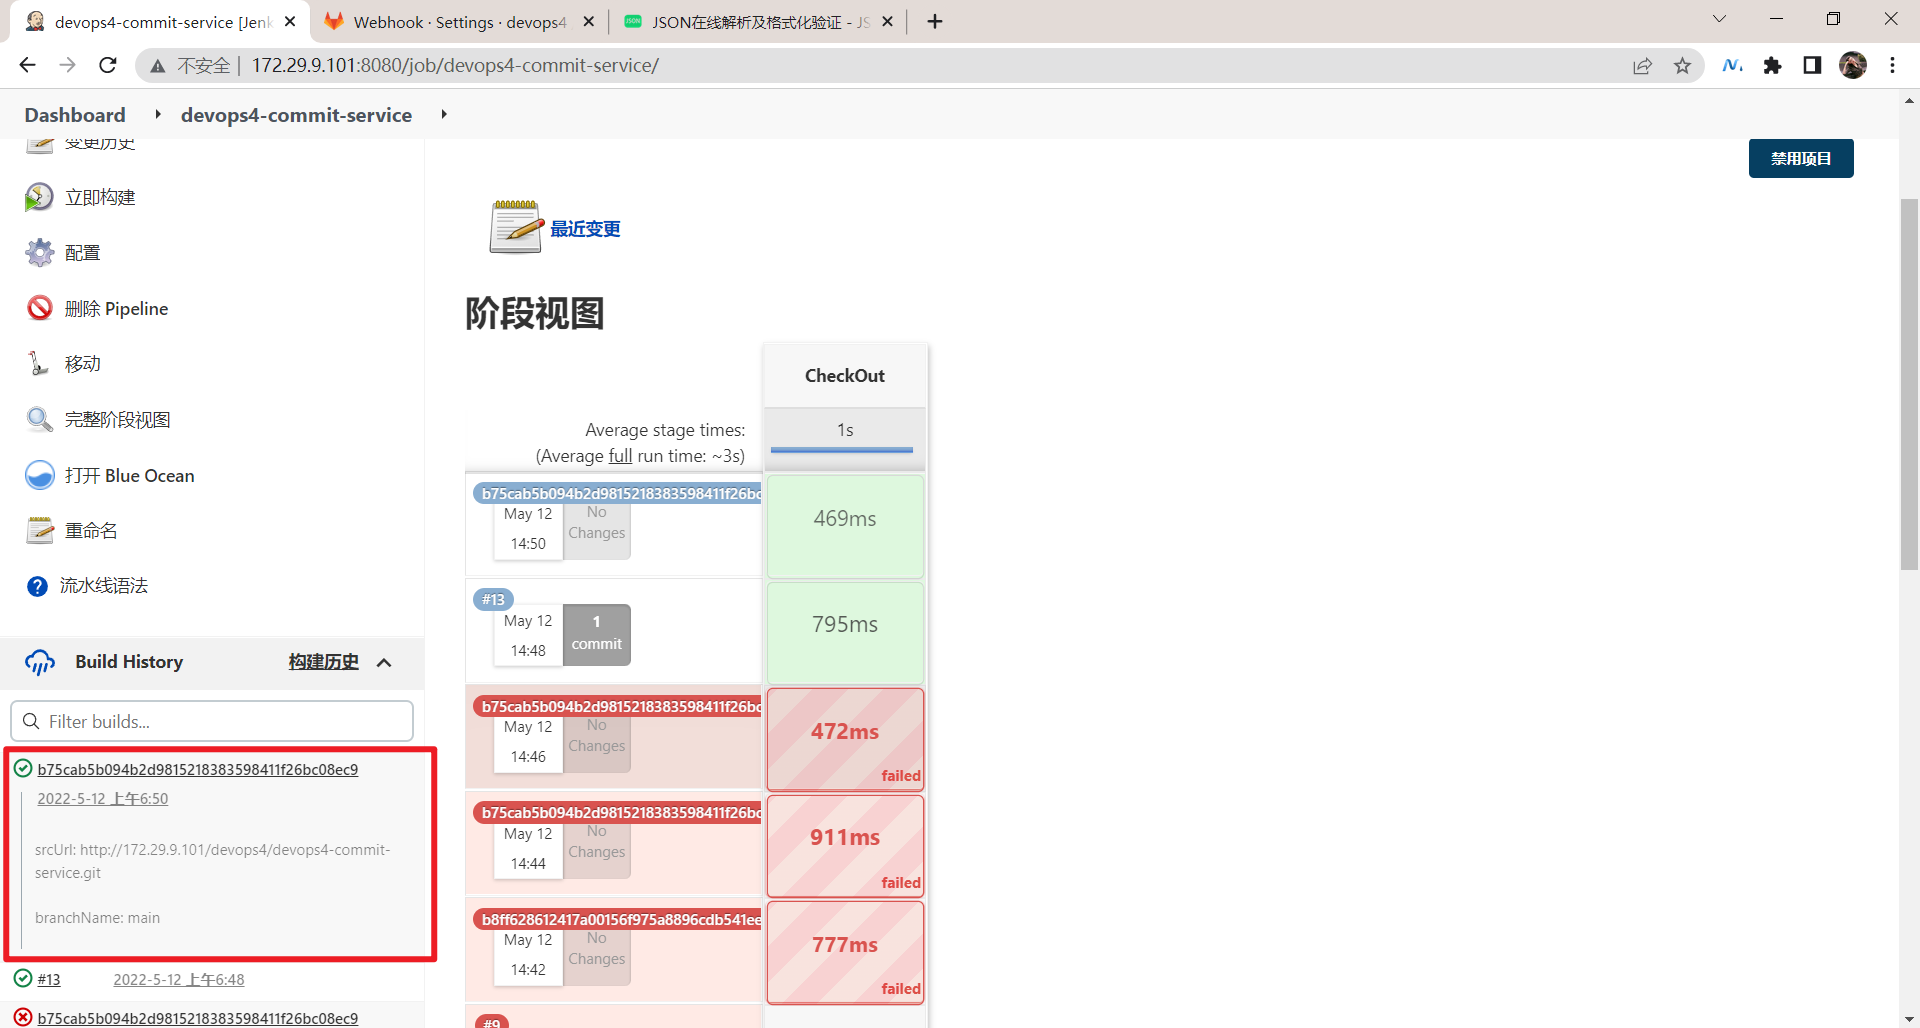 devops4-commit-service [Jenk
Webhook · Settings · devops4
JSON在线解析及格式化验证 - JS
不安全 | 172.29.9.101:8080/job/devops4-commit-service/
Dashboard
devops4-commit-service
变更历史
立即构建
配置
删除 Pipeline
移动
完整阶段视图
打开 Blue Ocean
重命名
流水线语法
Build History
构建历史
Filter builds...
b75cab5b094b2d9815218383598411f26bc08ec9
2022-5-12 上午6:50
srcUrl: http://172.29.9.101/devops4/devops4-commit-
service.git
branchName: main
#13
2022-5-12 上午6:48
b75cab5b094b2d9815218383598411f26bc08ec9
禁用项目
最近变更
阶段视图
CheckOut
Average stage times:
(Average full run time: ~3s)
1s
b75cab5b094b2d9815218383598411f26bc
May 12
14:50
No
Changes
469ms
#13
May 12
14:48
1
commit
795ms
b75cab5b094b2d9815218383598411f26bc
May 12
14:46
No
Changes
472ms
failed
b75cab5b094b2d9815218383598411f26bc
May 12
14:44
No
Changes
911ms
failed
b8ff628612417a00156f975a8896cdb541ee
May 12
14:42
No
Changes
777ms
failed
#9